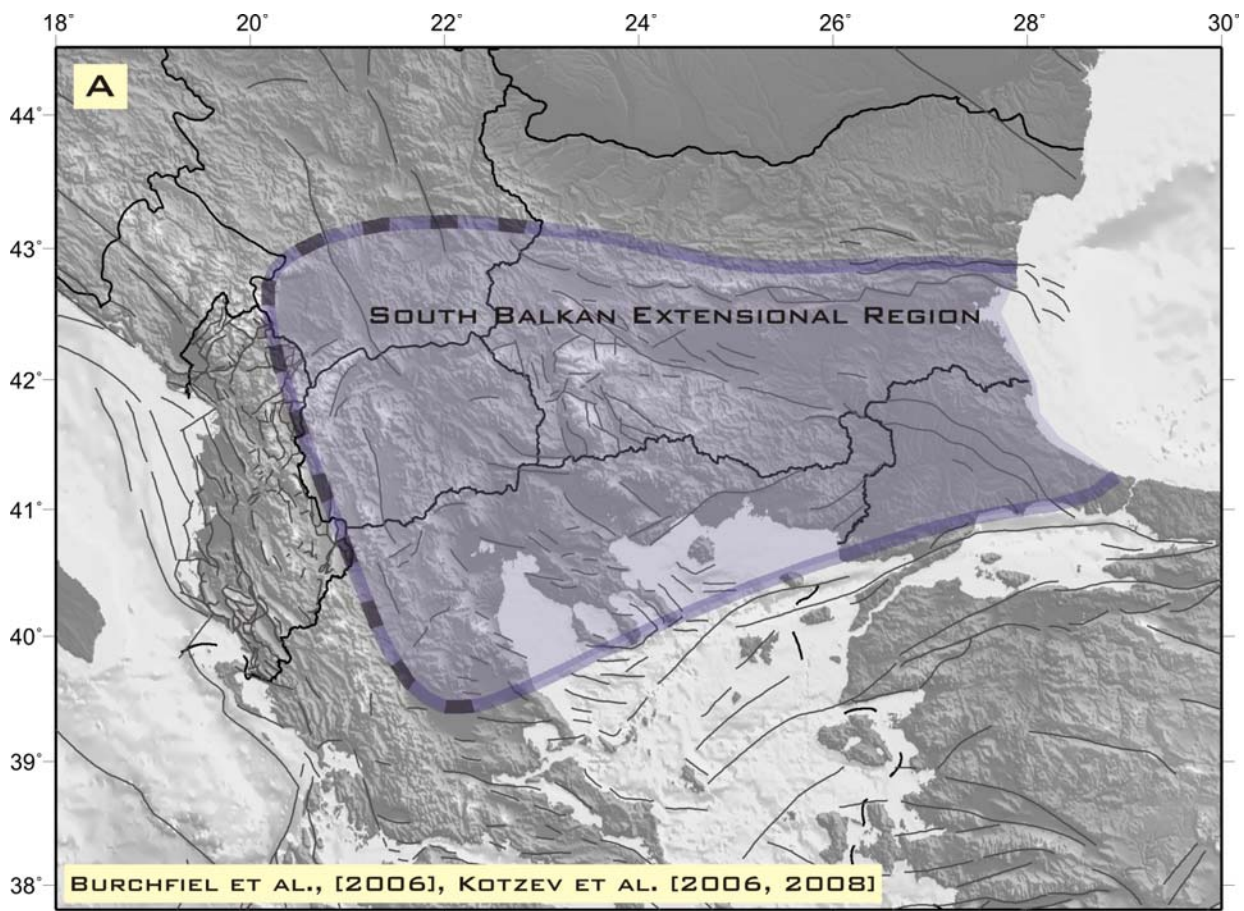 18° 20° 22° 24° 26° 28° 30°
A
44°
43°
SOUTH BALKAN EXTENSIONAL REGION
42°
41°
40°
39°
38°
BURCHFIEL ET AL., [2006], KOTZEV ET AL. [2006, 2008]